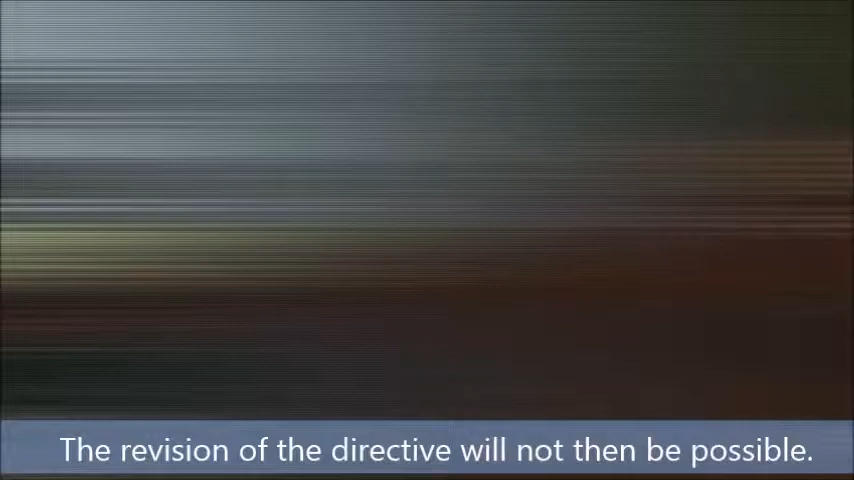 The revision of the directive will not then be possible.